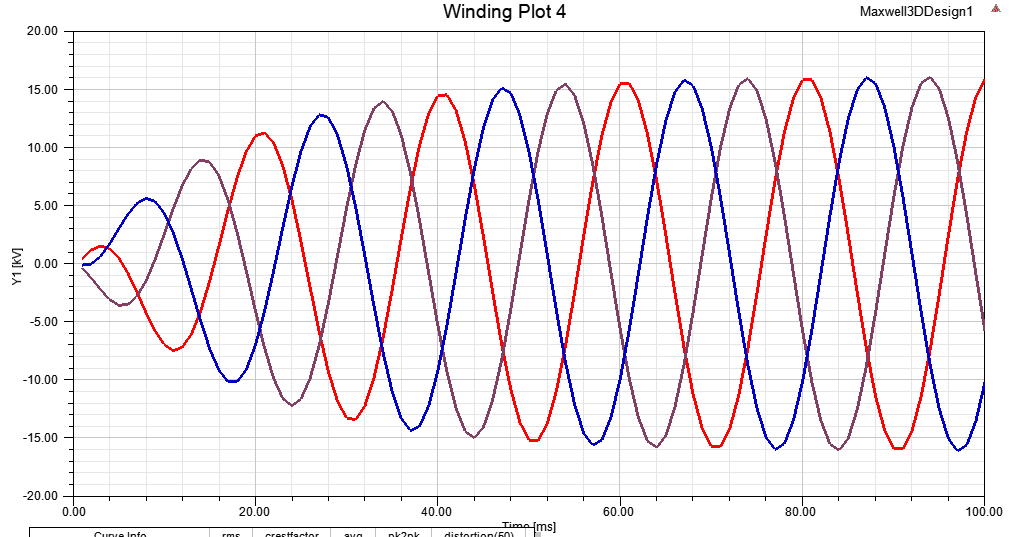 Winding Plot 4
Maxwell3DDesign1
20.00
15.00
10.00
5.00
0.00
-5.00
-10.00
-15.00
-20.00
Y1 [kV]
0.00 20.00 40.00 60.00 80.00 100.00
Time [ms]
Curve Info rms crestfactor avg pk2pk distortion(50)